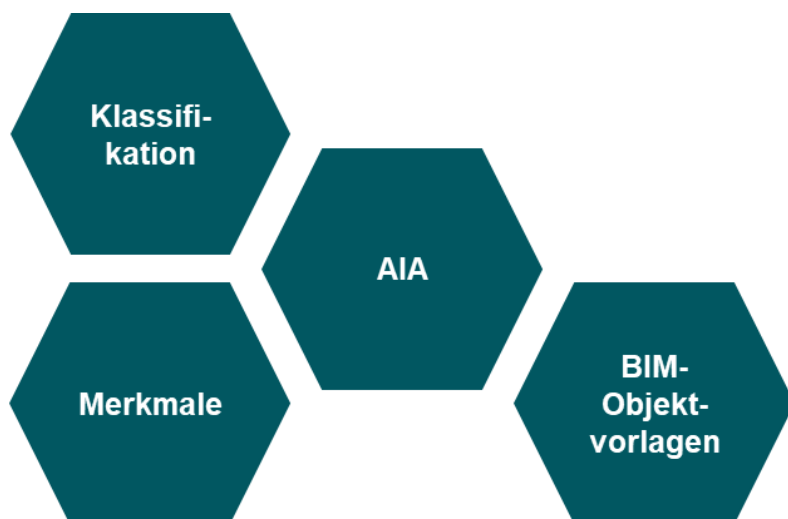 Klassifi-
kation
AIA
Merkmale
BIM-
Objekt-
vorlagen